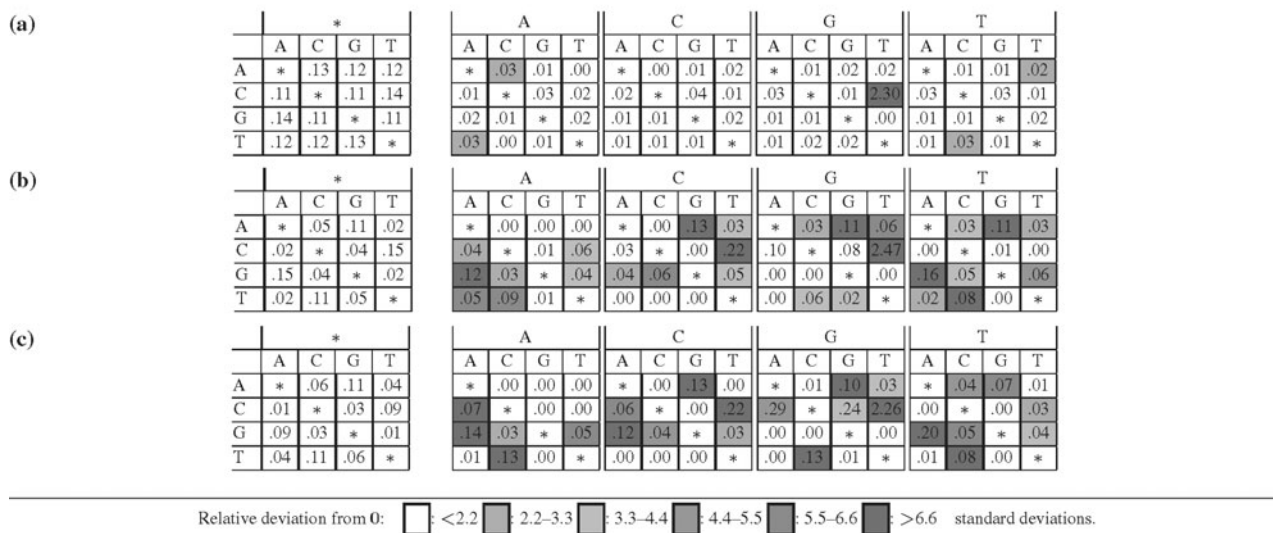 (a) * A C G T
A C G T A C G T A C G T A C G T A C G T
A * .13 .12 .12 * .03 .01 .00 * .00 .01 .02 * .01 .02 .02 * .01 .01 .02
C .11 * .11 .14 .01 * .03 .02 .02 * .04 .01 .03 * .01 2.30 .03 * .03 .01
G .14 .11 * .11 .02 .01 * .02 .01 .01 * .02 .01 .01 * .00 .01 .01 * .02
T .12 .12 .13 * .03 .00 .01 * .01 .01 .01 * .01 .02 .02 * .01 .03 .01 *
(b) * A C G T
A C G T A C G T A C G T A C G T A C G T
A * .05 .11 .02 * .00 .00 .00 * .00 .13 .03 * .03 .11 .06 * .03 .11 .03
C .02 * .04 .15 .04 * .01 .06 .03 * .00 .22 .10 * .08 2.47 .00 * .01 .00
G .15 .04 * .02 .12 .03 * .04 .04 .06 * .05 .00 .00 * .00 .16 .05 * .06
T .02 .11 .05 * .05 .09 .01 * .00 .00 .00 * .00 .06 .02 * .02 .08 .00 *
(c) * A C G T
A C G T A C G T A C G T A C G T A C G T
A * .06 .11 .04 * .00 .00 .00 * .00 .13 .00 * .01 .10 .03 * .04 .07 .01
C .01 * .03 .09 .07 * .00 .00 .06 * .00 .22 .29 * .24 2.26 .00 * .00 .03
G .09 .03 * .01 .14 .03 * .05 .12 .04 * .03 .00 .00 * .00 .20 .05 * .04
T .04 .11 .06 * .01 .13 .00 * .00 .00 .00 * .00 .13 .01 * .01 .08 .00 *
Relative deviation from 0: : <2.2 : 2.2–3.3 : 3.3–4.4 : 4.4–5.5 : 5.5–6.6 : >6.6 standard deviations.